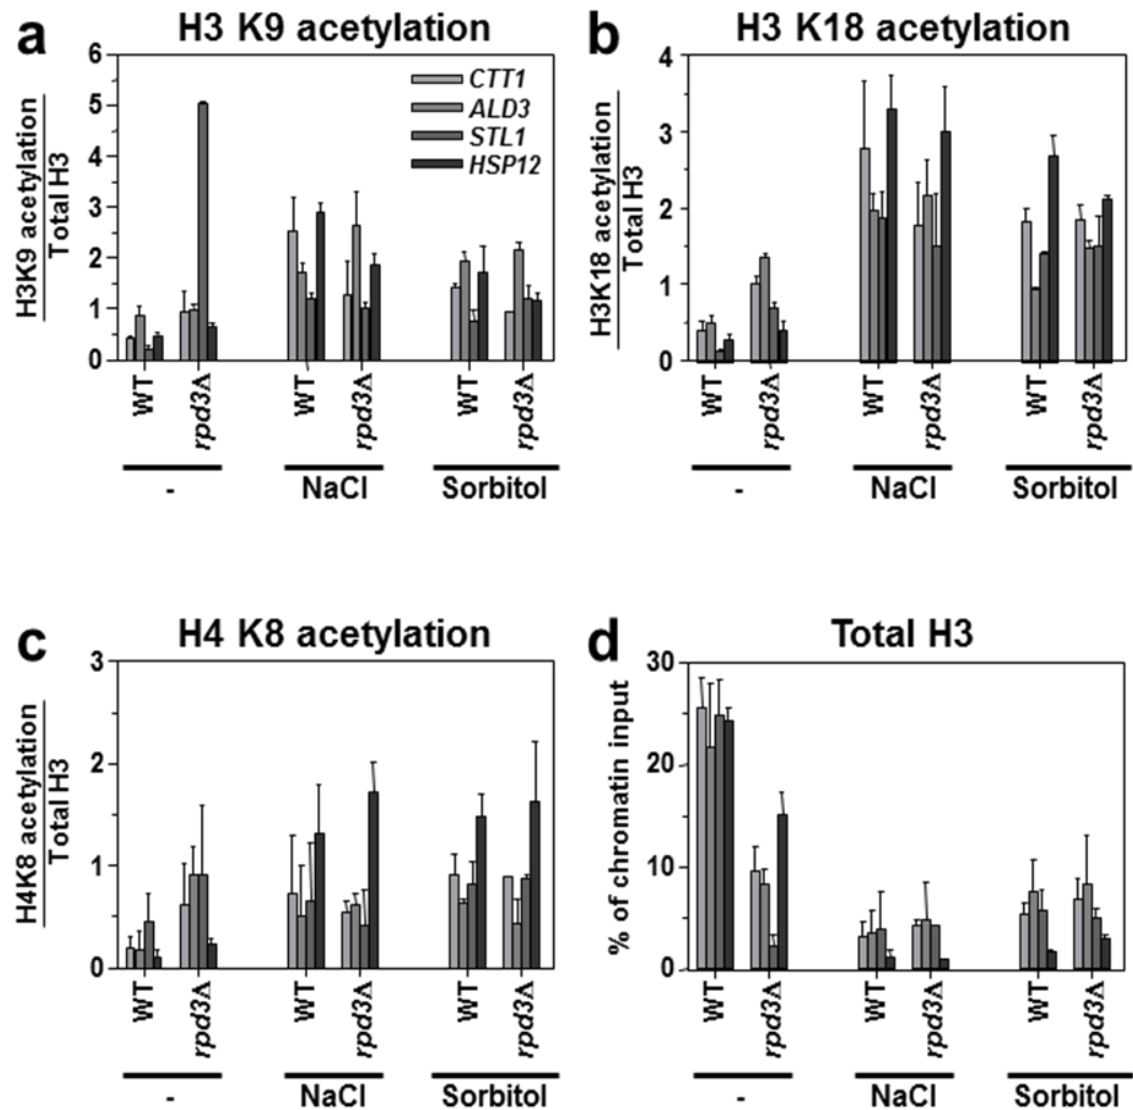 a
H3 K9 acetylation
H3K9 acetylation
Total H3
6
5
4
3
2
1
0
CTT1
ALD3
STL1
HSP12
WT
rpd3Δ
WT
rpd3Δ
WT
rpd3Δ
-
NaCl
Sorbitol
b
H3 K18 acetylation
H3K18 acetylation
Total H3
4
3
2
1
0
WT
rpd3Δ
WT
rpd3Δ
WT
rpd3Δ
-
NaCl
Sorbitol
c
H4 K8 acetylation
H4K8 acetylation
Total H3
3
2
1
0
WT
rpd3Δ
WT
rpd3Δ
WT
rpd3Δ
-
NaCl
Sorbitol
d
Total H3
% of chromatin input
30
20
10
0
WT
rpd3Δ
WT
rpd3Δ
WT
rpd3Δ
-
NaCl
Sorbitol